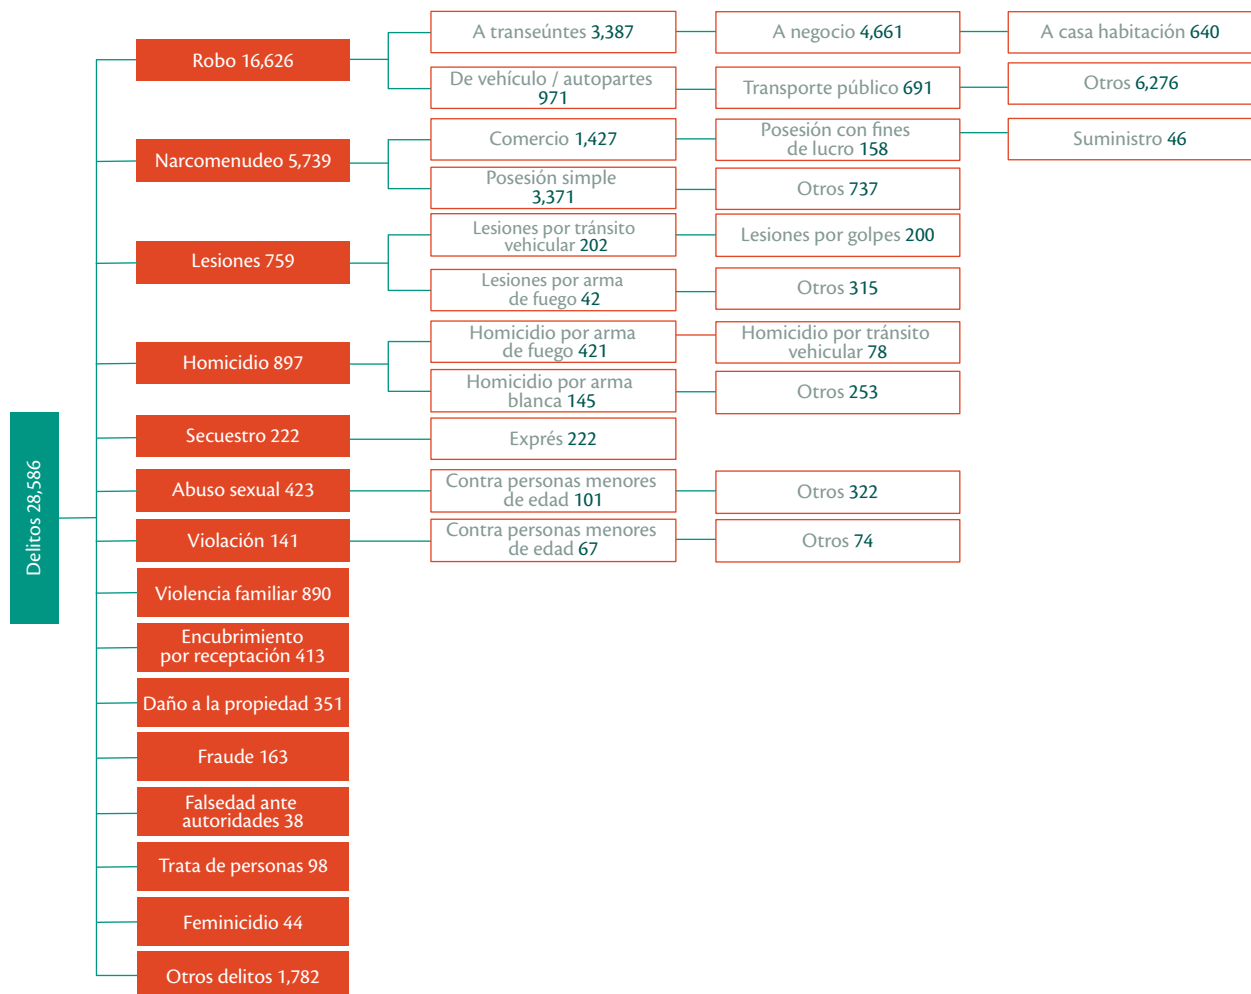 Delitos 28,586
Robo 16,626
A transeúntes 3,387
A negocio 4,661
A casa habitación 640
De vehículo / autopartes
971
Transporte público 691
Otros 6,276
Narcomenudeo 5,739
Comercio 1,427
Posesión con fines
de lucro 158
Suministro 46
Posesión simple
3,371
Otros 737
Lesiones 759
Lesiones por tránsito
vehicular 202
Lesiones por golpes 200
Lesiones por arma
de fuego 42
Otros 315
Homicidio 897
Homicidio por arma
de fuego 421
Homicidio por tránsito
vehicular 78
Homicidio por arma
blanca 145
Otros 253
Secuestro 222
Exprés 222
Abuso sexual 423
Contra personas menores
de edad 101
Otros 322
Violación 141
Contra personas menores
de edad 67
Otros 74
Violencia familiar 890
Encubrimiento
por receptación 413
Daño a la propiedad 351
Fraude 163
Falsedad ante
autoridades 38
Trata de personas 98
Feminicidio 44
Otros delitos 1,782